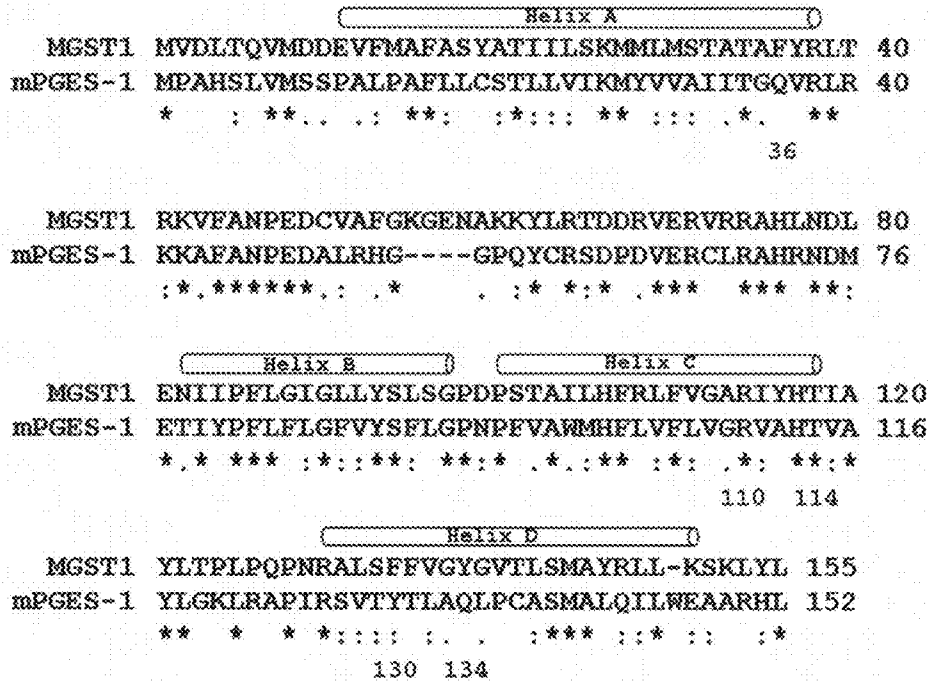 Helix A
MGST1 MVDLTQVMDDEVFMAFASYATIIILSKMMLMSTATAFYRLT 40
mPGES-1 MPAHSLVMSSPALPAFLLCSTLLVIKMYVVAIITGQVRLR 40
* : **.. .: **: :*::: ** ::: .*. **
36
MGST1 RKVFANPEDCVAFGKGENAKKYLRTDDRVERVRRAHLNDL 80
mPGES-1 KKAFANPEDALRHG----GPQYCRSDPDVERCLRAHRNDM 76
:*.******.: .* . :* *:* .*** *** **:
Helix B Helix C
MGST1 ENIIPFLGIGLLYSLSGPDPSTAILHFRLFVGARIYHTIA 120
mPGES-1 ETIYPFLFLGFVYSFLGPNPFVAWMHFLVFLVGRVAHTVA 116
*.* *** :*::**: **:* .*.:** :*: .*: **:*
110 114
Helix D
MGST1 YLTPLPQPNRALSFFVGYGVTLSMAYRLL-KSKLYL 155
mPGES-1 YLGKLRAPIRSVTYTLAQLPCASMALQILWEAARHL 152
** * * *:::: :. . :*** ::* :: :*
130 134